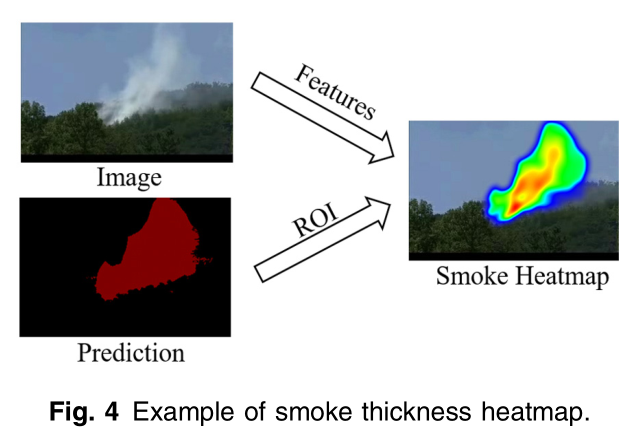 Features
Image
ROI
Smoke Heatmap
Prediction
Fig. 4 Example of smoke thickness heatmap.